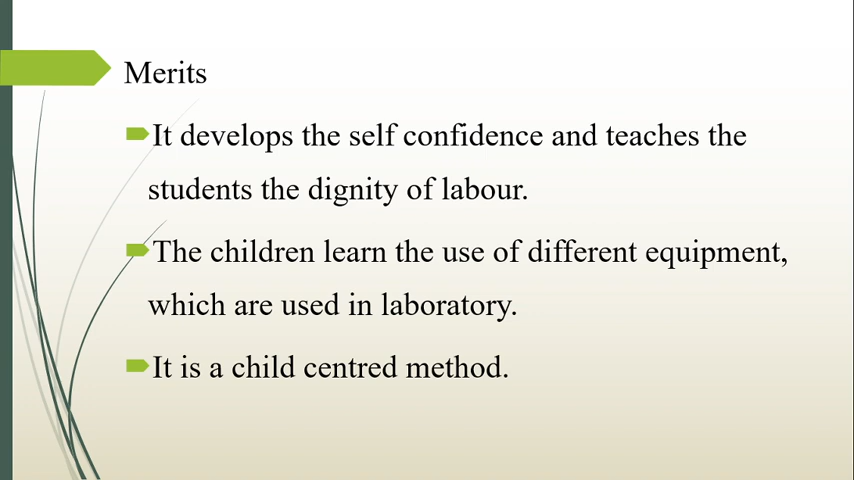 Merits
It develops the self confidence and teaches the
students the dignity of labour.
The children learn the use of different equipment,
which are used in laboratory.
It is a child centred method.